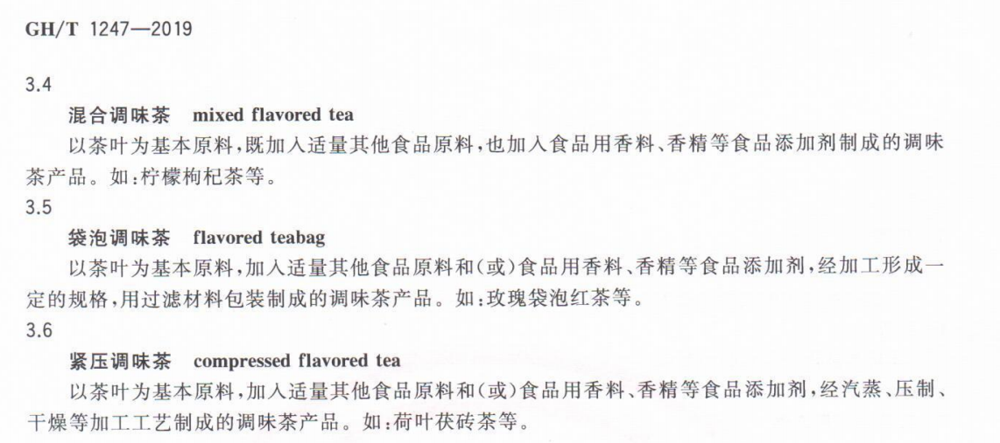 GH/T 1247—2019
3.4
混合调味茶 mixed flavored tea
以茶叶为基本原料,既加入适量其他食品原料,也加入食品用香料、香精等食品添加剂制成的调味
茶产品。如:柠檬枸杞茶等。
3.5
袋泡调味茶 flavored teabag
以茶叶为基本原料,加入适量其他食品原料和(或)食品用香料、香精等食品添加剂,经加工形成一
定的规格,用过滤材料包装制成的调味茶产品。如:玫瑰袋泡红茶等。
3.6
紧压调味茶 compressed flavored tea
以茶叶为基本原料,加入适量其他食品原料和(或)食品用香料、香精等食品添加剂,经汽蒸、压制、
干燥等加工工艺制成的调味茶产品。如:荷叶茯砖茶等。